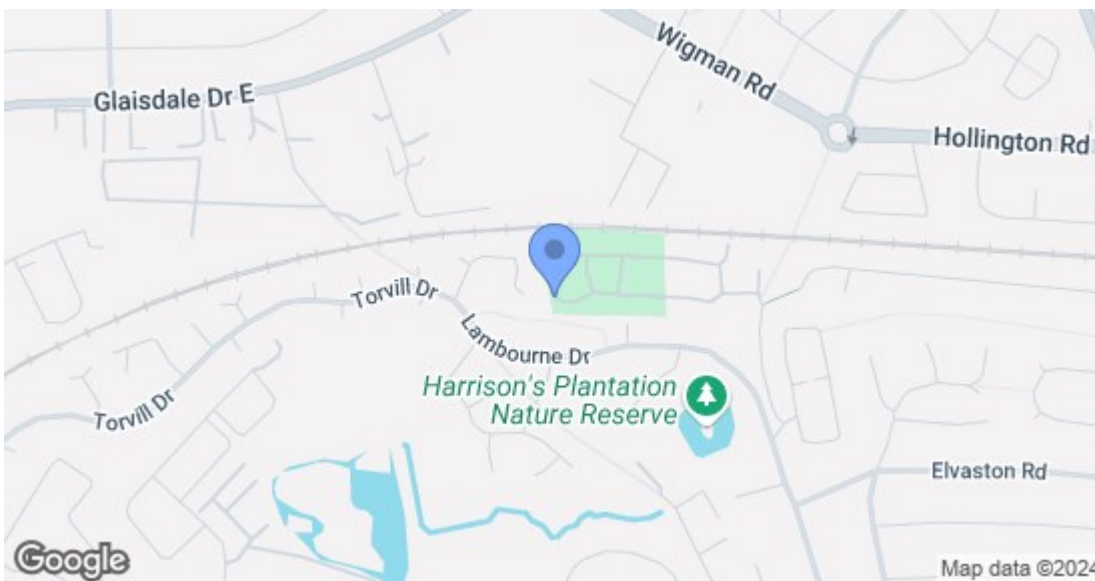 Wigman Rd
Glaisdale Dr E
Hollington Rd
Torvill Dr
Lambourne Dr
Harrison's Plantation
Nature Reserve
Torvill Dr
Elvaston Rd
Google
Map data ©2024